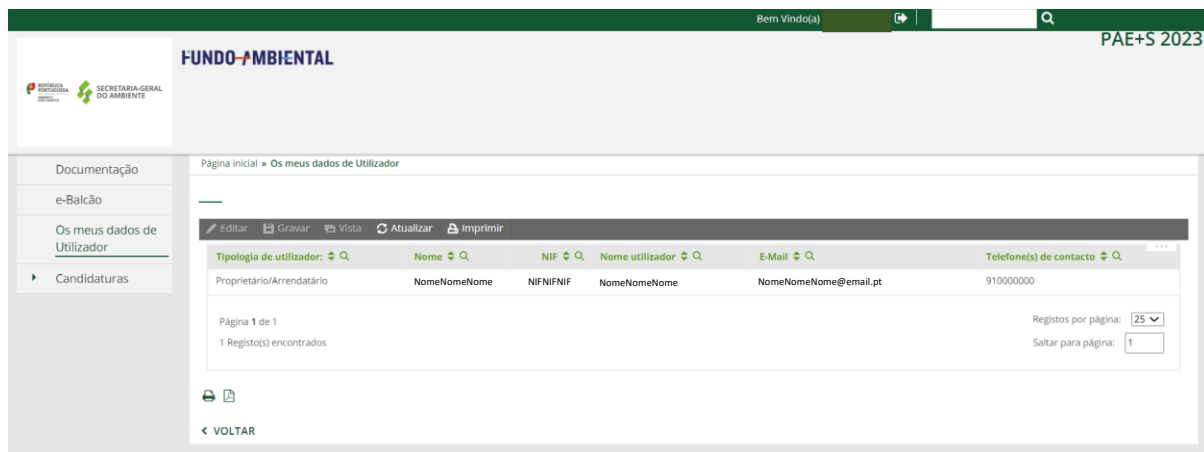 Bem Vindo(a)
PAE+S 2023
FUNDO AMBIENTAL
REPÚBLICA
PORTUGUESA
SECRETARIA-GERAL
DO AMBIENTE
Documentação
e-Balcão
Os meus dados de
Utilizador
Candidaturas
Página inicial » Os meus dados de Utilizador
Editar Gravar Vista Atualizar Imprimir
Tipologia de utilizador: Nome NIF Nome utilizador E-Mail Telefone(s) de contacto
Proprietário/Arrendatário NomeNomeNome NIFNIFNIF NomeNomeNome NomeNomeNome@email.pt 910000000
Página 1 de 1 Registos por página: 25
1 Registo(s) encontrados Saltar para página: 1
VOLTAR